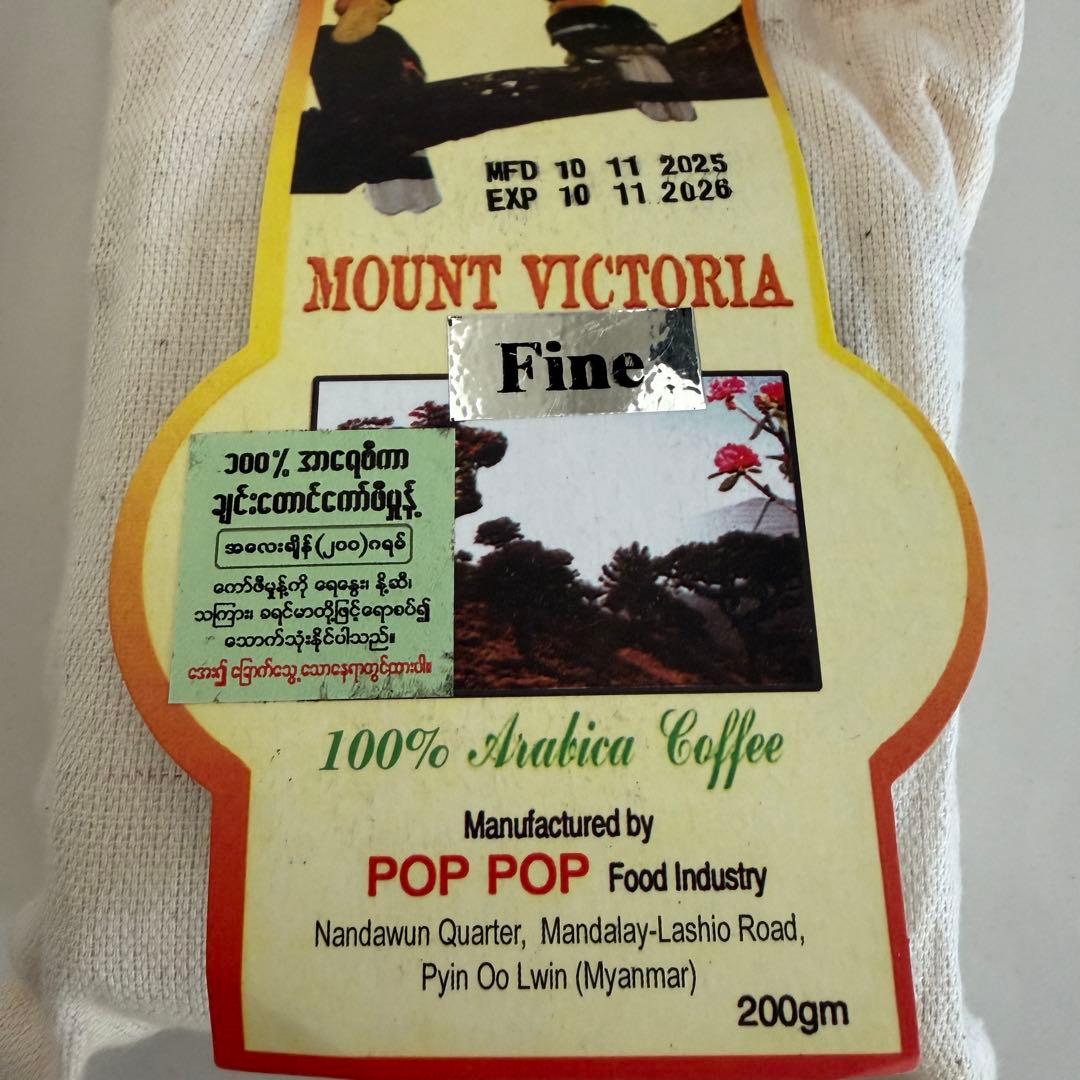 MFD 10 11 2025
EXP 10 11 2026
MOUNT VICTORIA
Fine
၁၀၀% အာရေဗီကာ
ချင်းတောင်ကော်ဖီမှုန့်
အလေးချိန်(၂၀၀)ဂရမ်
ကော်ဖီမှုန့်ကို ရေနွေး၊ နို့ဆီ၊
သကြား၊ ခရင်မာတို့ဖြင့်ရောစပ်၍
သောက်သုံးနိုင်ပါသည်။
အေး၍ ခြောက်သွေ့သောနေရာတွင်ထားပါ။
100% Arabica Coffee
Manufactured by
POP POP Food Industry
Nandawun Quarter, Mandalay-Lashio Road,
Pyin Oo Lwin (Myanmar)
200gm